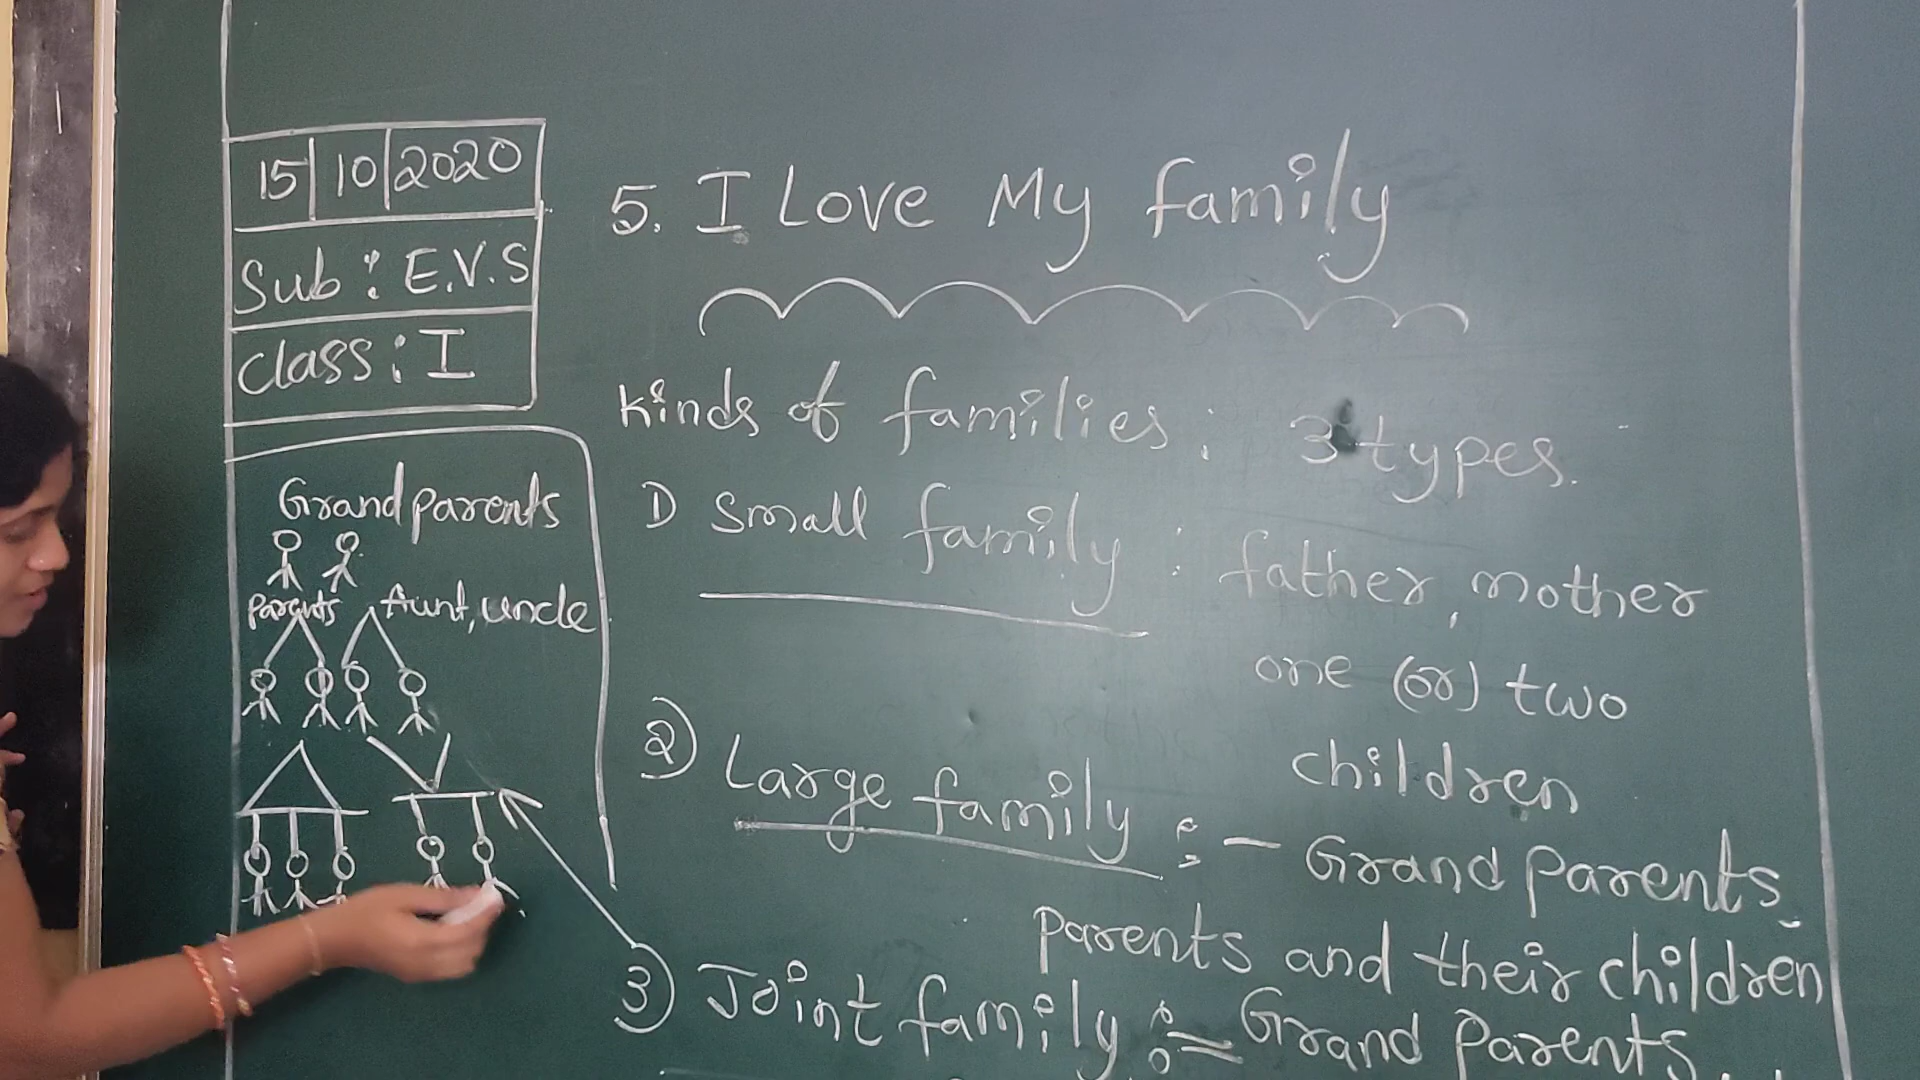 15|10|2020
Sub : E.V.S
class : I
5. I Love My family
Kinds of families : 3 types.
1) Small family : father, mother
one (or) two
children
2) Large family :- Grand Parents
Parents and their children
3) Joint family := Grand Parents
Grand parents
parents Aunt, uncle